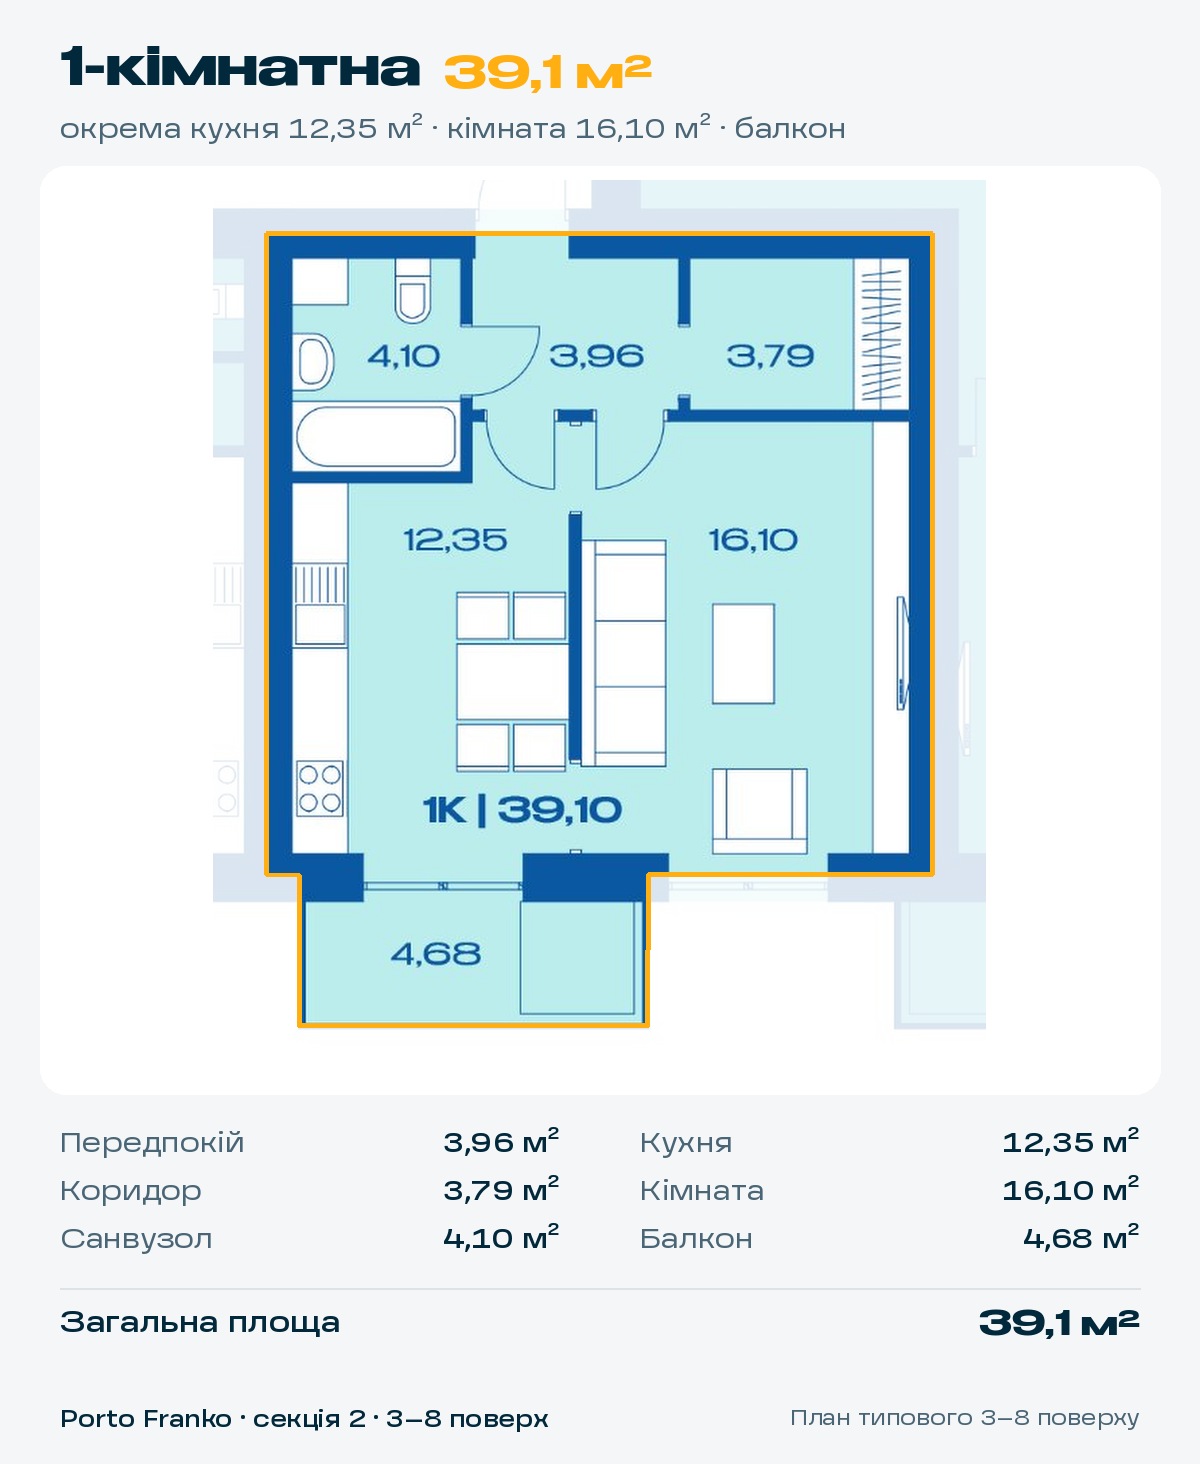 1-кімнатна 39,1 м²
окрема кухня 12,35 м² · кімната 16,10 м² · балкон
4,10 3,96 3,79
12,35 16,10
1К | 39,10
4,68
Передпокій 3,96 м² Кухня 12,35 м²
Коридор 3,79 м² Кімната 16,10 м²
Санвузол 4,10 м² Балкон 4,68 м²
Загальна площа 39,1 м²
Porto Franko · секція 2 · 3–8 поверх План типового 3–8 поверху